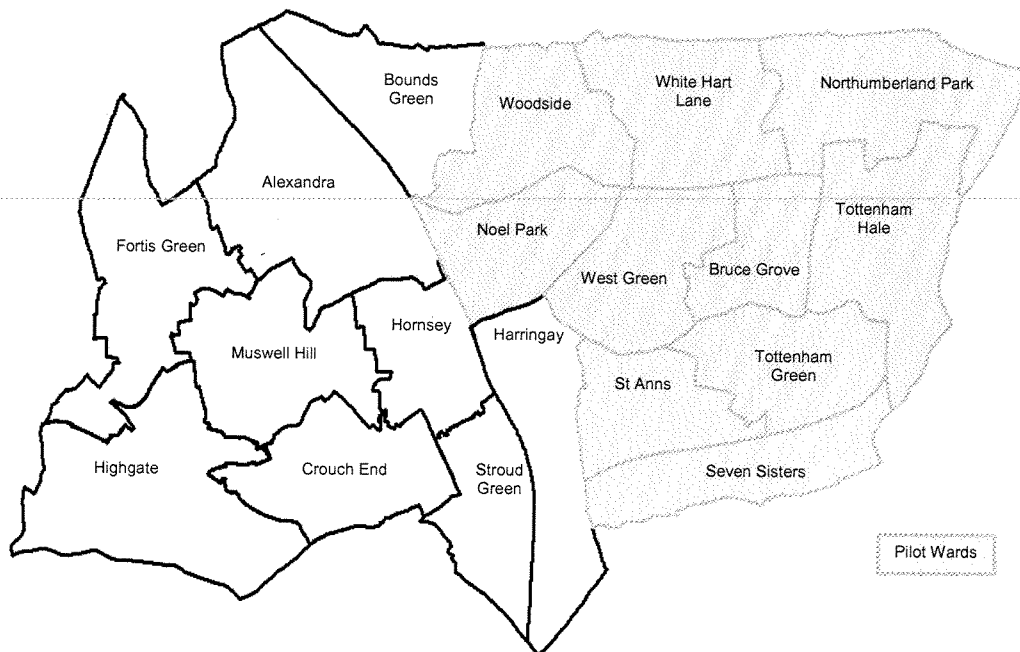 Bounds
Green
Woodside
White Hart
Lane
Northumberland Park
Alexandra
Tottenham
Hale
Fortis Green
Noel Park
West Green
Bruce Grove
Hornsey
Harringay
Muswell Hill
St Anns
Tottenham
Green
Highgate
Crouch End
Stroud
Green
Seven Sisters
Pilot Wards